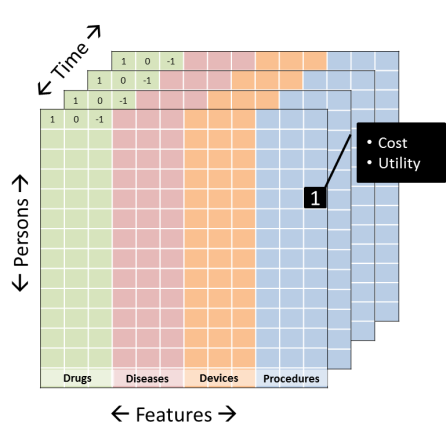 ← Time →
1 0 -1
1 0 -1
1 0 -1
1 0 -1
• Cost
• Utility
1
← Persons →
Drugs Diseases Devices Procedures
← Features →